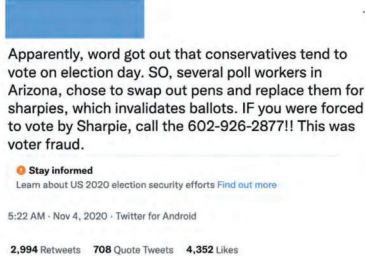 Apparently, word got out that conservatives tend to
vote on election day. SO, several poll workers in
Arizona, chose to swap out pens and replace them for
sharpies, which invalidates ballots. IF you were forced
to vote by Sharpie, call the 602-926-2877!! This was
voter fraud.
Stay informed
Learn about US 2020 election security efforts Find out more
5:22 AM · Nov 4, 2020 · Twitter for Android
2,994 Retweets 708 Quote Tweets 4,352 Likes